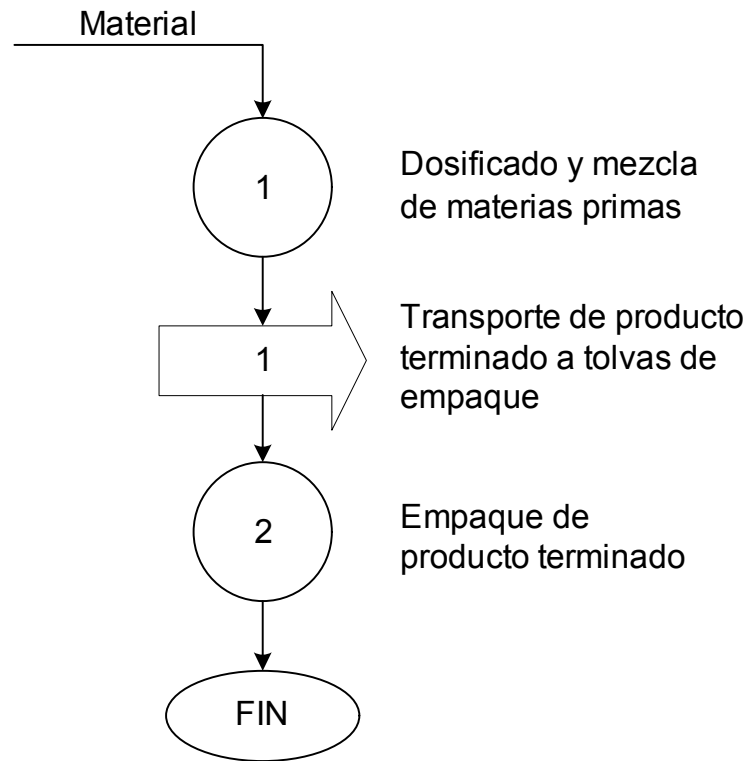 Material
1
Dosificado y mezcla
de materias primas
1
Transporte de producto
terminado a tolvas de
empaque
2
Empaque de
producto terminado
FIN